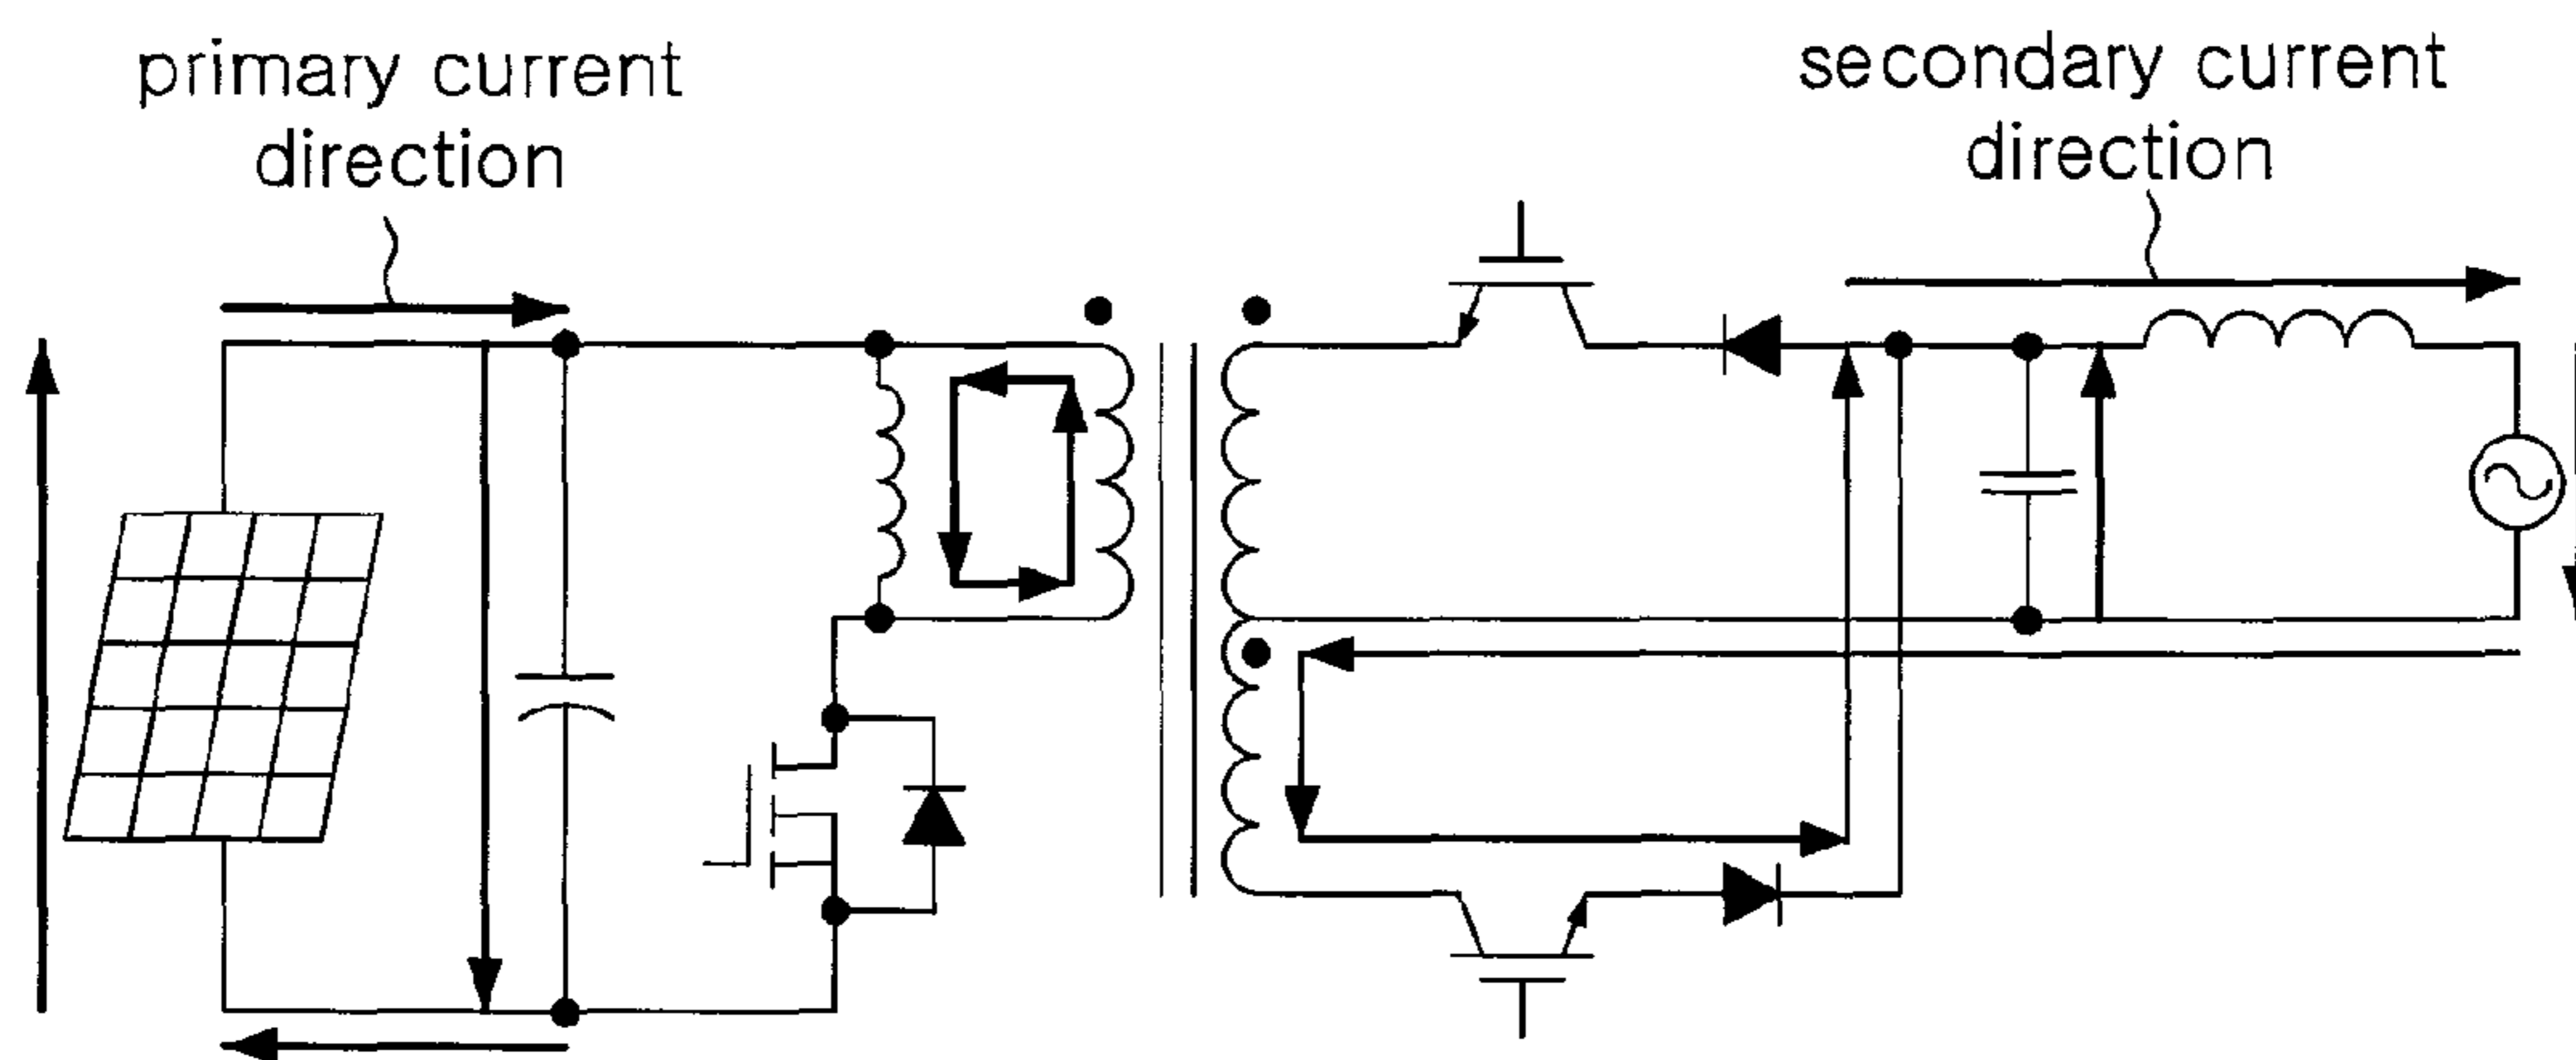 primary current
direction
secondary current
direction